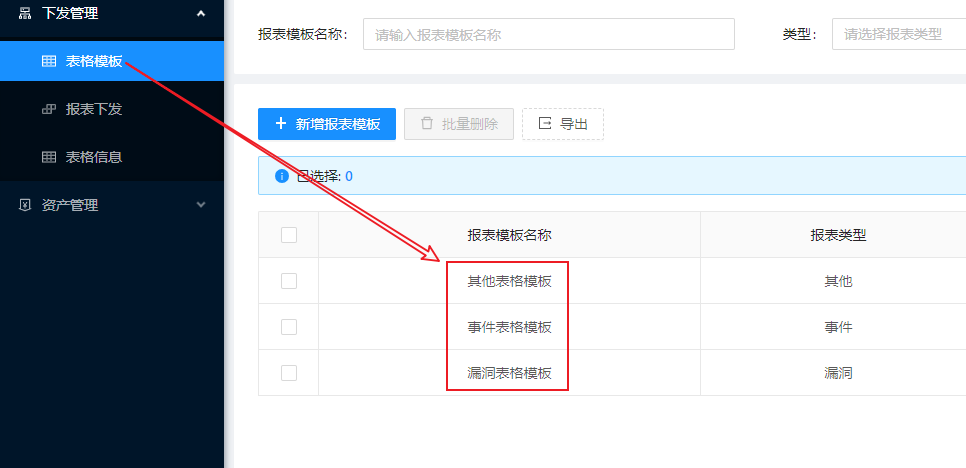 下发管理
表格模板
报表下发
表格信息
资产管理
报表模板名称: 请输入报表模板名称 类型: 请选择报表类型
新增报表模板 批量删除 导出
已选择: 0
报表模板名称 报表类型
其他表格模板 其他
事件表格模板 事件
漏洞表格模板 漏洞